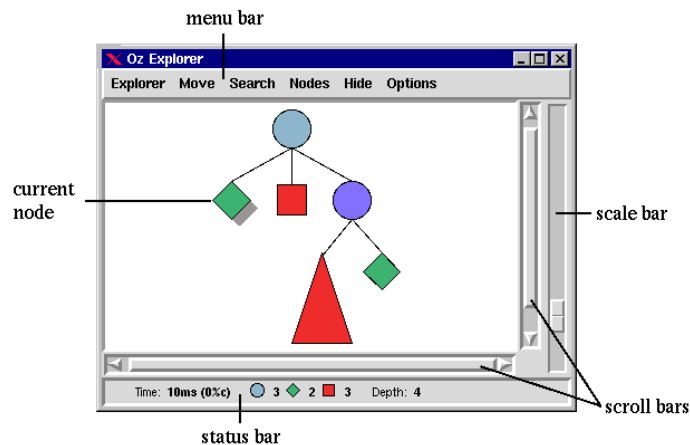 menu bar
Oz Explorer
Explorer Move Search Nodes Hide Options
current
node
scale bar
Time: 10ms (0%c) 3 2 3 Depth: 4
scroll bars
status bar